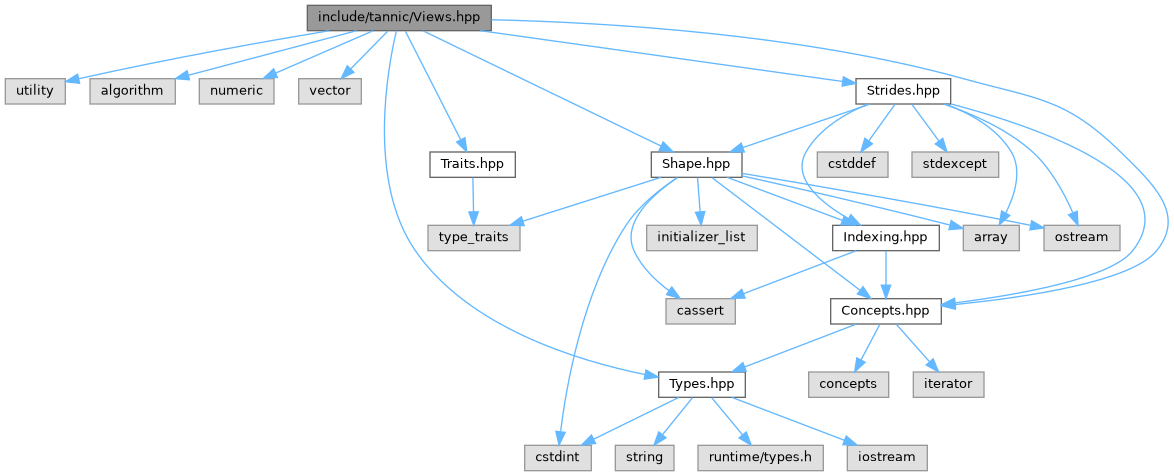 include/tannic/Views.hpp
utility
algorithm
numeric
vector
Strides.hpp
Traits.hpp
Shape.hpp
cstddef
stdexcept
type_traits
initializer_list
Indexing.hpp
array
ostream
cassert
Concepts.hpp
Types.hpp
concepts
iterator
cstdint
string
runtime/types.h
iostream